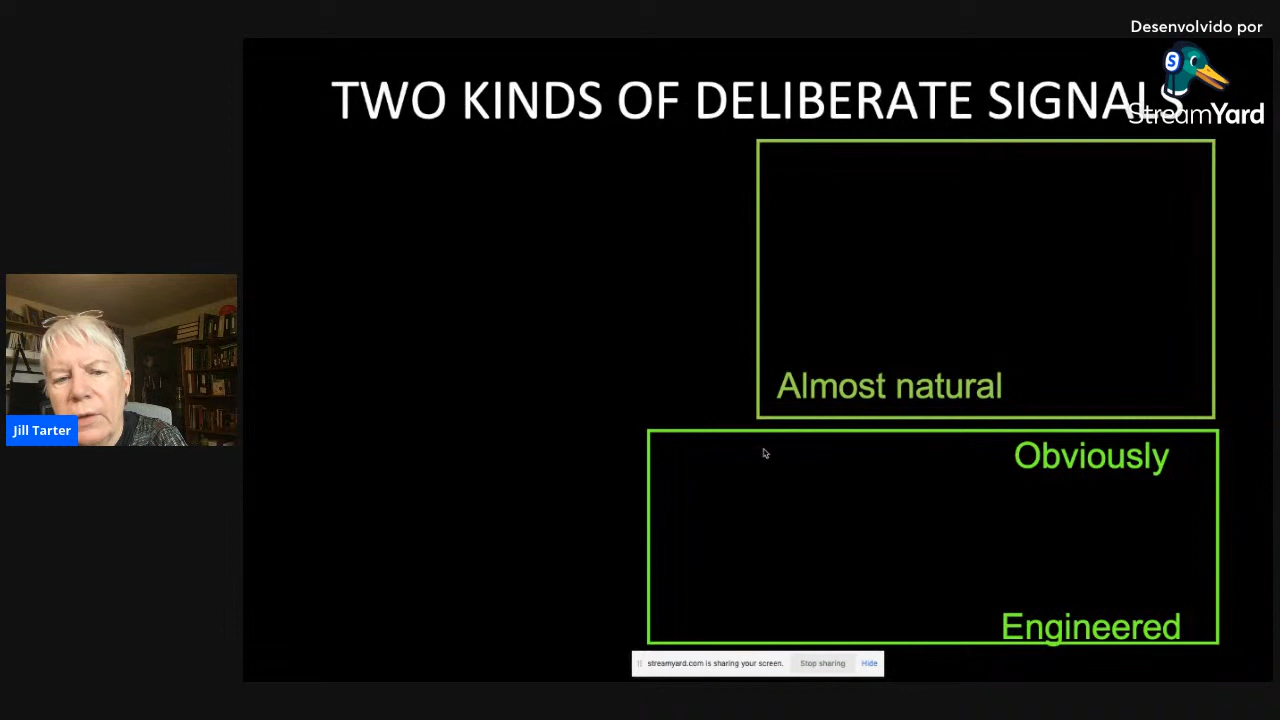 Desenvolvido por
StreamYard
TWO KINDS OF DELIBERATE SIGNALS
Almost natural
Jill Tarter
Obviously
Engineered
streamyard.com is sharing your screen.
Stop sharing
Hide